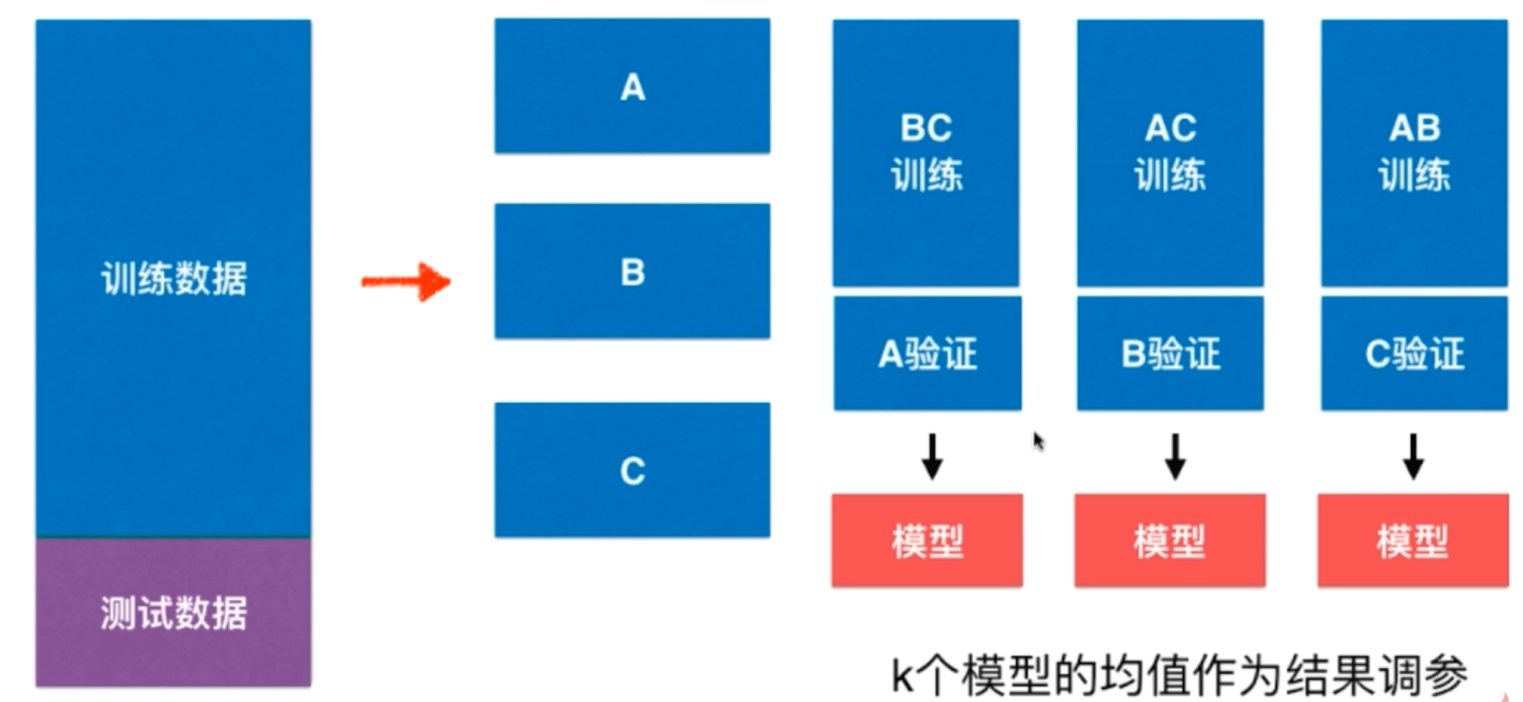 训练数据
测试数据
A
B
C
BC
训练
A验证
模型
AC
训练
B验证
模型
AB
训练
C验证
模型
k个模型的均值作为结果调参